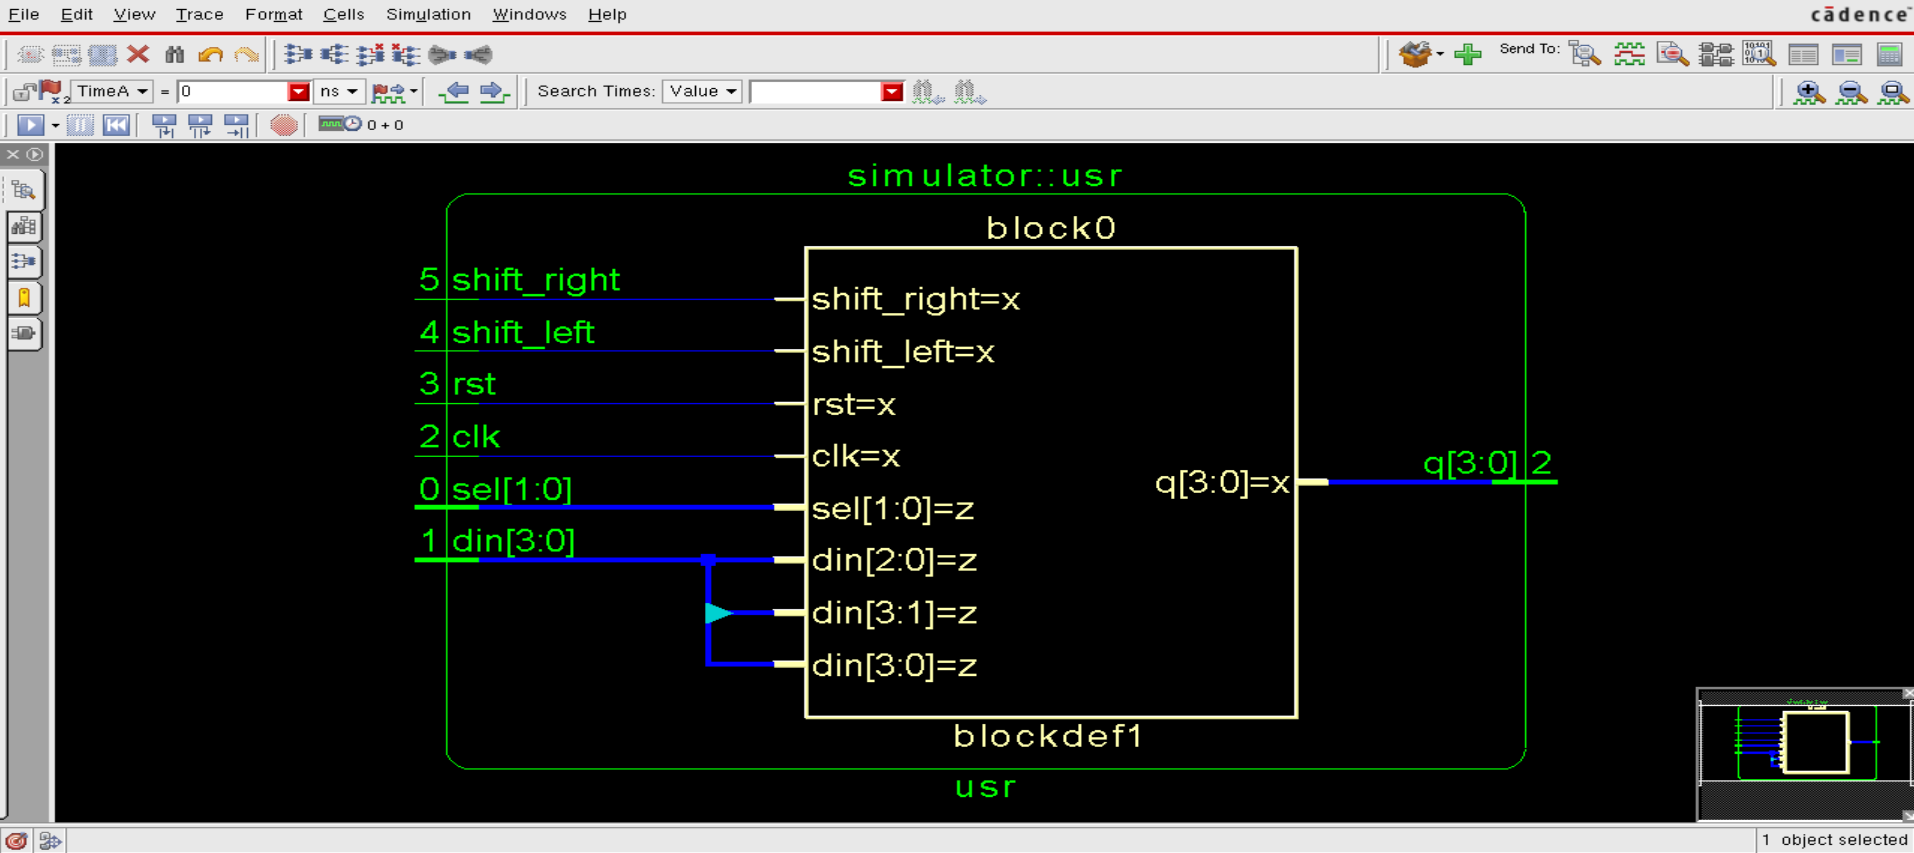 File Edit View Trace Format Cells Simulation Windows Help
cādence
Send To:
TimeA = 0 ns Search Times: Value
0 + 0
simulator::usr
block0
5 shift_right
shift_right=x
4 shift_left
shift_left=x
3 rst
rst=x
2 clk
clk=x
0 sel[1:0]
sel[1:0]=z
q[3:0]=x
q[3:0] 2
1 din[3:0]
din[2:0]=z
din[3:1]=z
din[3:0]=z
blockdef1
usr
1 object selected